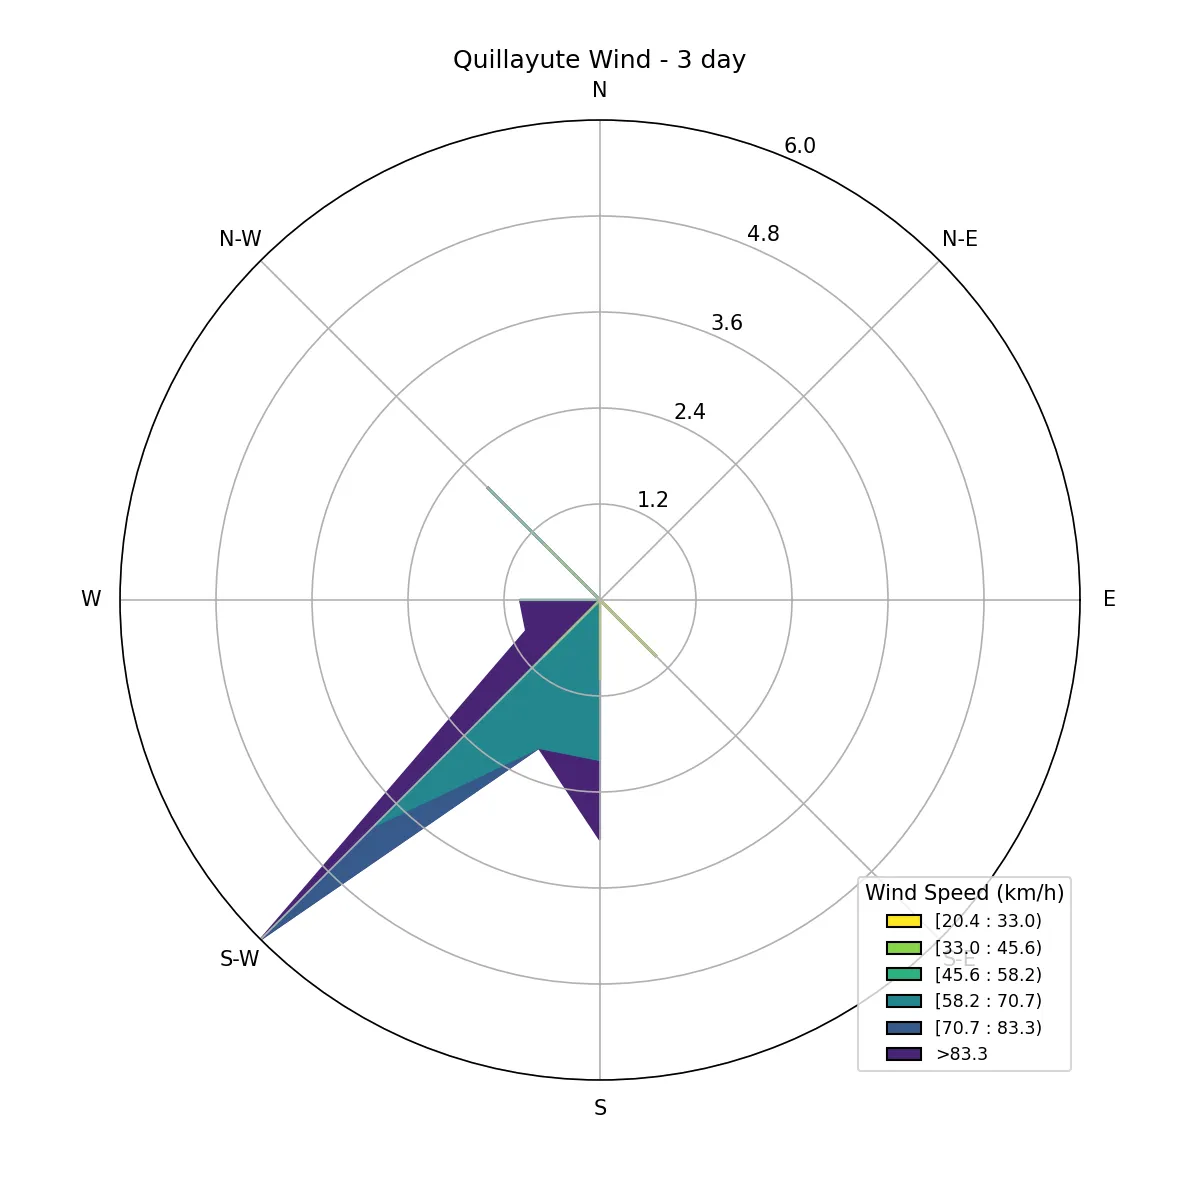 Quillayute Wind - 3 day
N
6.0
N-W
N-E
4.8
3.6
2.4
1.2
W
E
Wind Speed (km/h)
[20.4 : 33.0)
[33.0 : 45.6)
S-W
S-E
[45.6 : 58.2)
[58.2 : 70.7)
[70.7 : 83.3)
>83.3
S